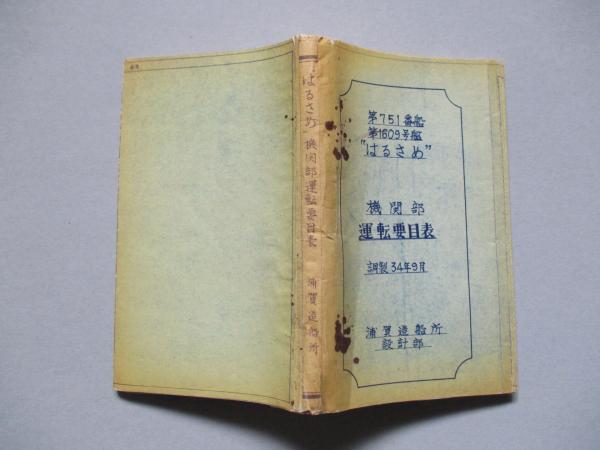 第751番船
第1609号艦
"はるさめ"
機関部
運転要目表
調製 34年9月
浦賀造船所
設計部
はるさめ 機関部運転要目表 浦賀造船所